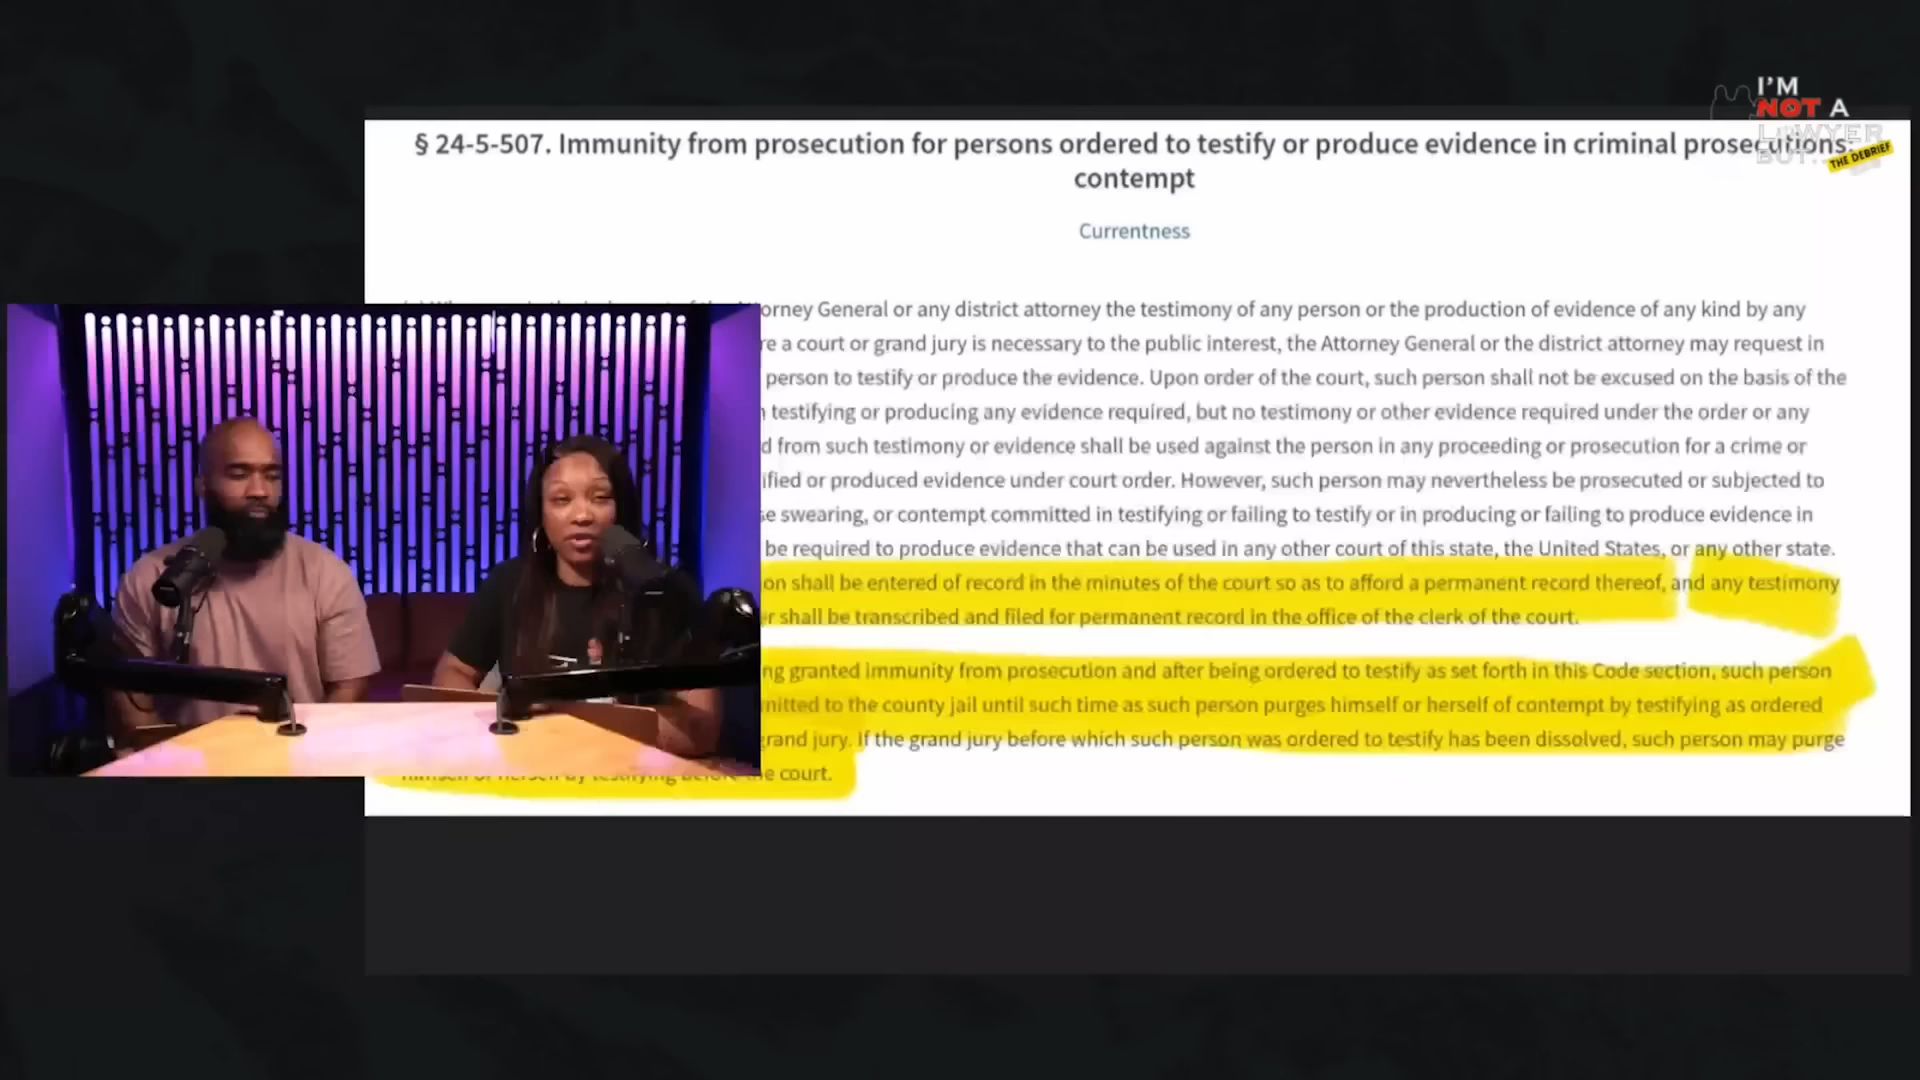 I'M
NOT A
LAWYER
BUT...
THE DEBRIEF
§ 24-5-507. Immunity from prosecution for persons ordered to testify or produce evidence in criminal prosecutions;
contempt
Currentness
orney General or any district attorney the testimony of any person or the production of evidence of any kind by any
re a court or grand jury is necessary to the public interest, the Attorney General or the district attorney may request in
person to testify or produce the evidence. Upon order of the court, such person shall not be excused on the basis of the
testifying or producing any evidence required, but no testimony or other evidence required under the order or any
d from such testimony or evidence shall be used against the person in any proceeding or prosecution for a crime or
ified or produced evidence under court order. However, such person may nevertheless be prosecuted or subjected to
se swearing, or contempt committed in testifying or failing to testify or in producing or failing to produce evidence in
be required to produce evidence that can be used in any other court of this state, the United States, or any other state.
on shall be entered of record in the minutes of the court so as to afford a permanent record thereof, and any testimony
r shall be transcribed and filed for permanent record in the office of the clerk of the court.
ng granted immunity from prosecution and after being ordered to testify as set forth in this Code section, such person
mitted to the county jail until such time as such person purges himself or herself of contempt by testifying as ordered
grand jury. If the grand jury before which such person was ordered to testify has been dissolved, such person may purge
himself or herself by testifying before the court.